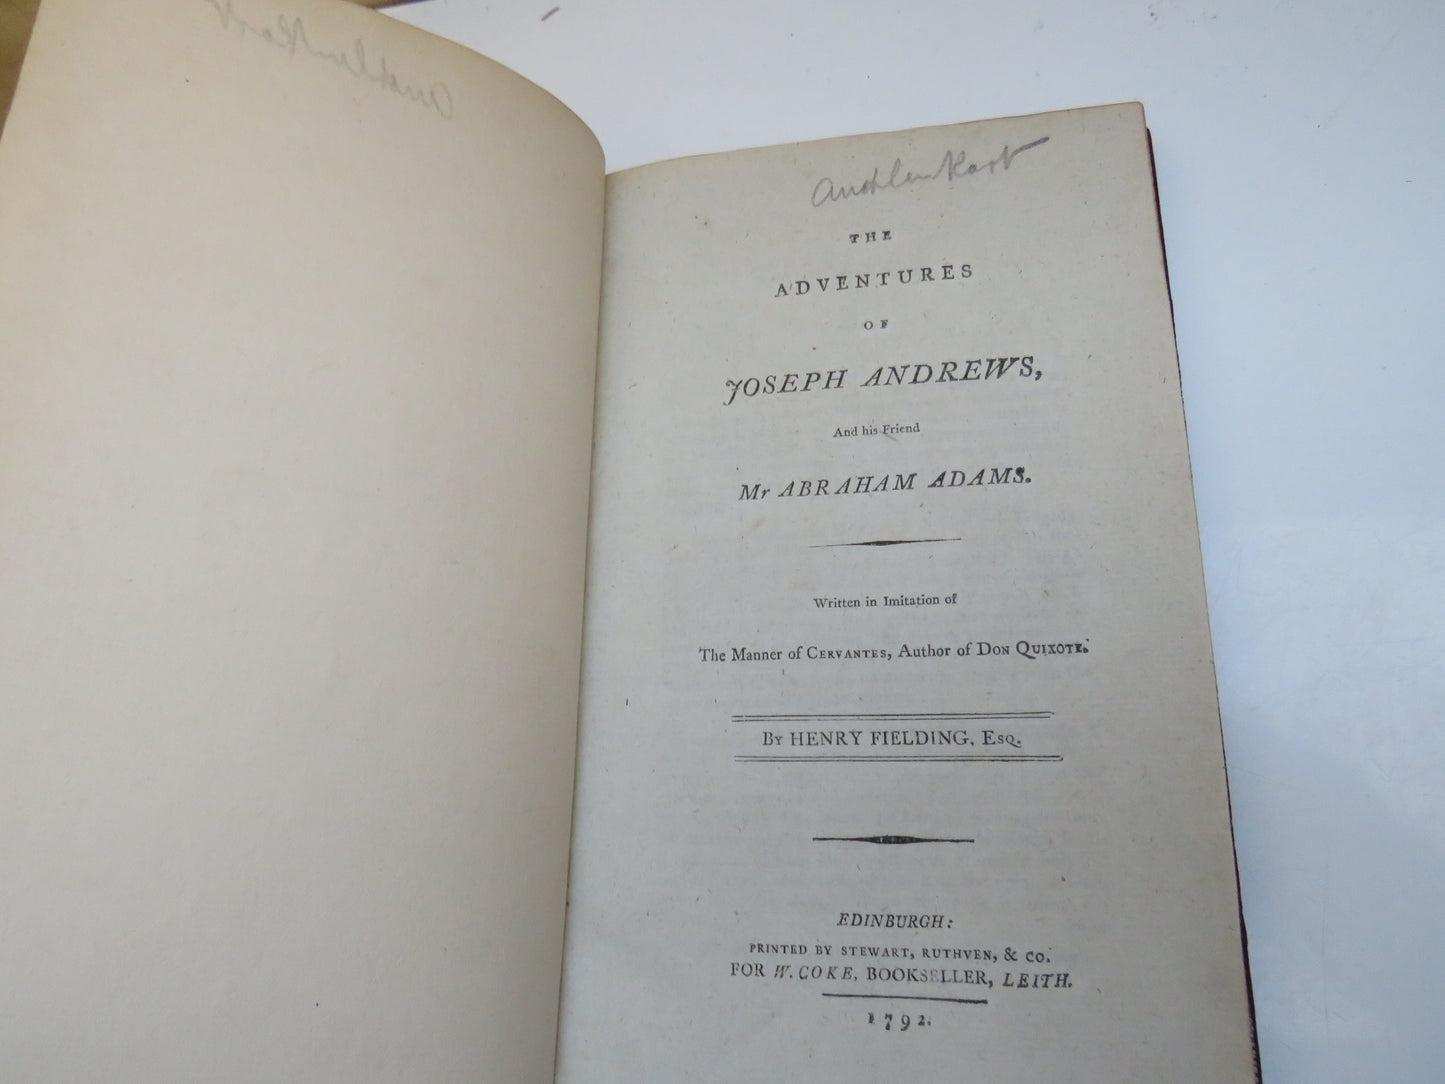 THE
ADVENTURES
OF
JOSEPH ANDREWS,
And his Friend
Mr ABRAHAM ADAMS.
Written in Imitation of
The Manner of CERVANTES, Author of DON QUIXOTE.
By HENRY FIELDING, Esq.
EDINBURGH:
PRINTED BY STEWART, RUTHVEN, & CO.
FOR W. COKE, BOOKSELLER, LEITH.
1792.